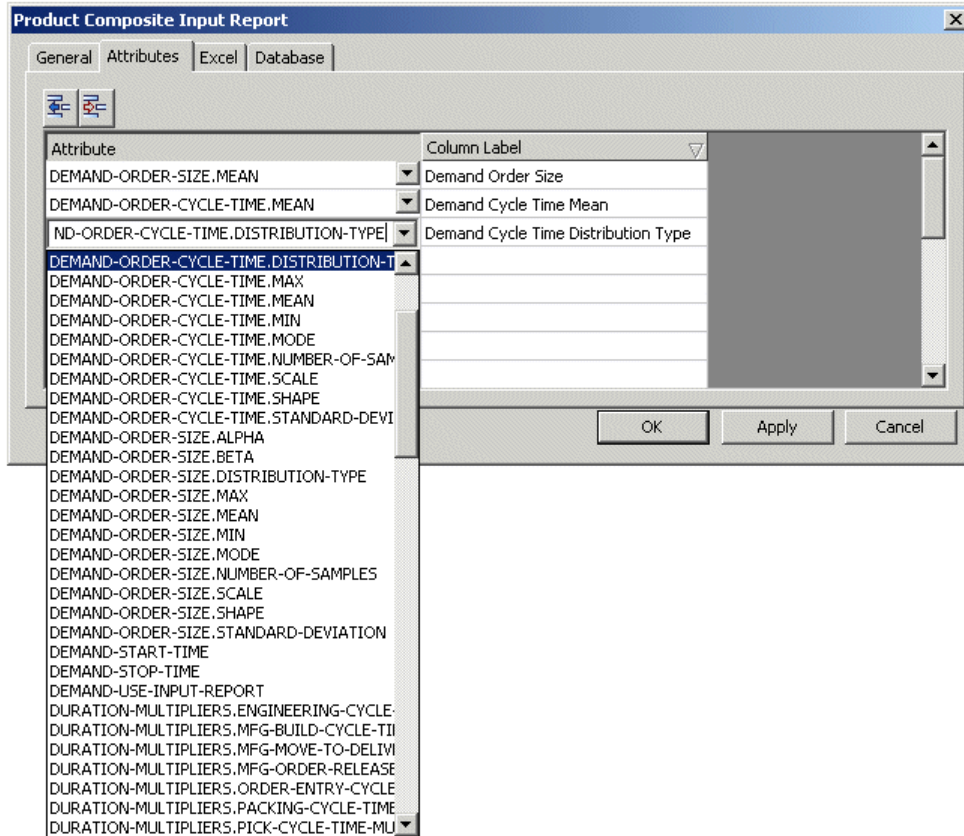 Product Composite Input Report
General Attributes Excel Database
Attribute Column Label
DEMAND-ORDER-SIZE.MEAN Demand Order Size
DEMAND-ORDER-CYCLE-TIME.MEAN Demand Cycle Time Mean
ND-ORDER-CYCLE-TIME.DISTRIBUTION-TYPE Demand Cycle Time Distribution Type
DEMAND-ORDER-CYCLE-TIME.DISTRIBUTION-T
DEMAND-ORDER-CYCLE-TIME.MAX
DEMAND-ORDER-CYCLE-TIME.MEAN
DEMAND-ORDER-CYCLE-TIME.MIN
DEMAND-ORDER-CYCLE-TIME.MODE
DEMAND-ORDER-CYCLE-TIME.NUMBER-OF-SAM
DEMAND-ORDER-CYCLE-TIME.SCALE
DEMAND-ORDER-CYCLE-TIME.SHAPE
DEMAND-ORDER-CYCLE-TIME.STANDARD-DEVI
DEMAND-ORDER-SIZE.ALPHA
DEMAND-ORDER-SIZE.BETA
DEMAND-ORDER-SIZE.DISTRIBUTION-TYPE
DEMAND-ORDER-SIZE.MAX
DEMAND-ORDER-SIZE.MEAN
DEMAND-ORDER-SIZE.MIN
DEMAND-ORDER-SIZE.MODE
DEMAND-ORDER-SIZE.NUMBER-OF-SAMPLES
DEMAND-ORDER-SIZE.SCALE
DEMAND-ORDER-SIZE.SHAPE
DEMAND-ORDER-SIZE.STANDARD-DEVIATION
DEMAND-START-TIME
DEMAND-STOP-TIME
DEMAND-USE-INPUT-REPORT
DURATION-MULTIPLIERS.ENGINEERING-CYCLE-
DURATION-MULTIPLIERS.MFG-BUILD-CYCLE-TI
DURATION-MULTIPLIERS.MFG-MOVE-TO-DELIV
DURATION-MULTIPLIERS.MFG-ORDER-RELEASE
DURATION-MULTIPLIERS.ORDER-ENTRY-CYCLE
DURATION-MULTIPLIERS.PACKING-CYCLE-TIME
DURATION-MULTIPLIERS.PICK-CYCLE-TIME-MU
OK Apply Cancel